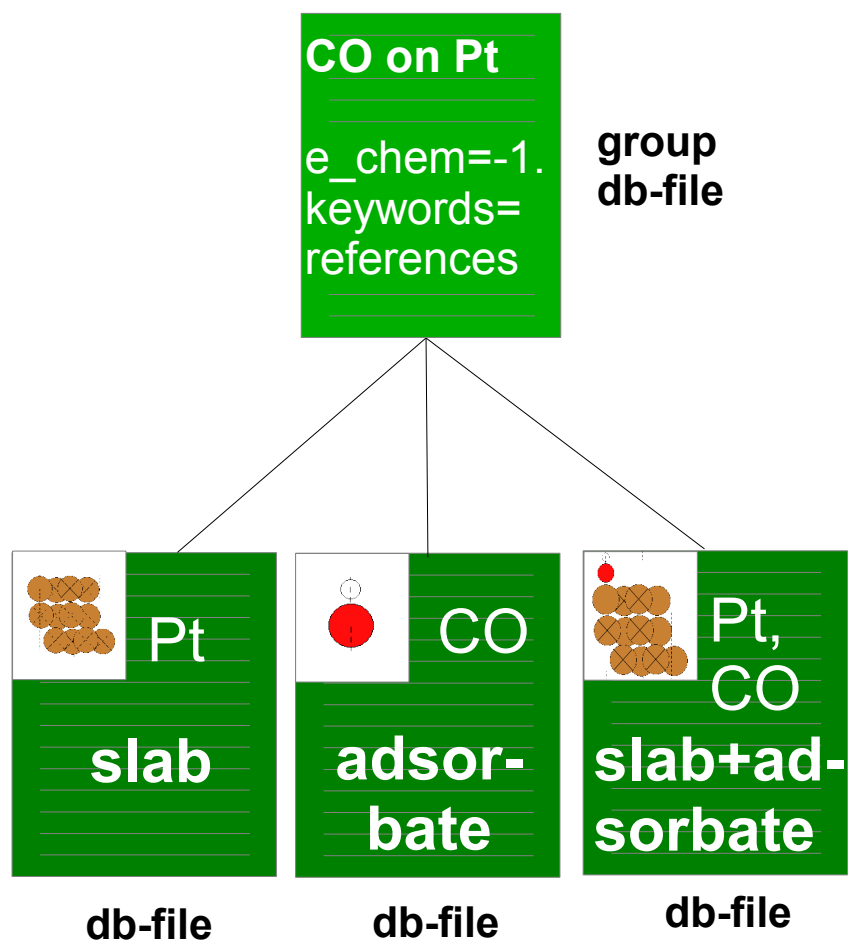 CO on Pt
e_chem=-1.
keywords=
references
group
db-file
Pt
slab
db-file
CO
adsor-
bate
db-file
Pt,
CO
slab+ad-
sorbate
db-file